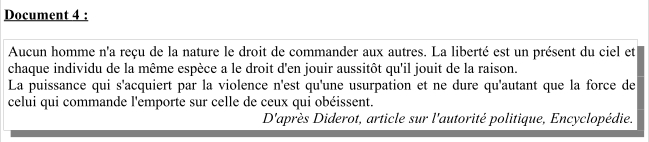 Document 4 :
Aucun homme n'a reçu de la nature le droit de commander aux autres. La liberté est un présent du ciel et
chaque individu de la même espèce a le droit d'en jouir aussitôt qu'il jouit de la raison.
La puissance qui s'acquiert par la violence n'est qu'une usurpation et ne dure qu'autant que la force de
celui qui commande l'emporte sur celle de ceux qui obéissent.
D'après Diderot, article sur l'autorité politique, Encyclopédie.